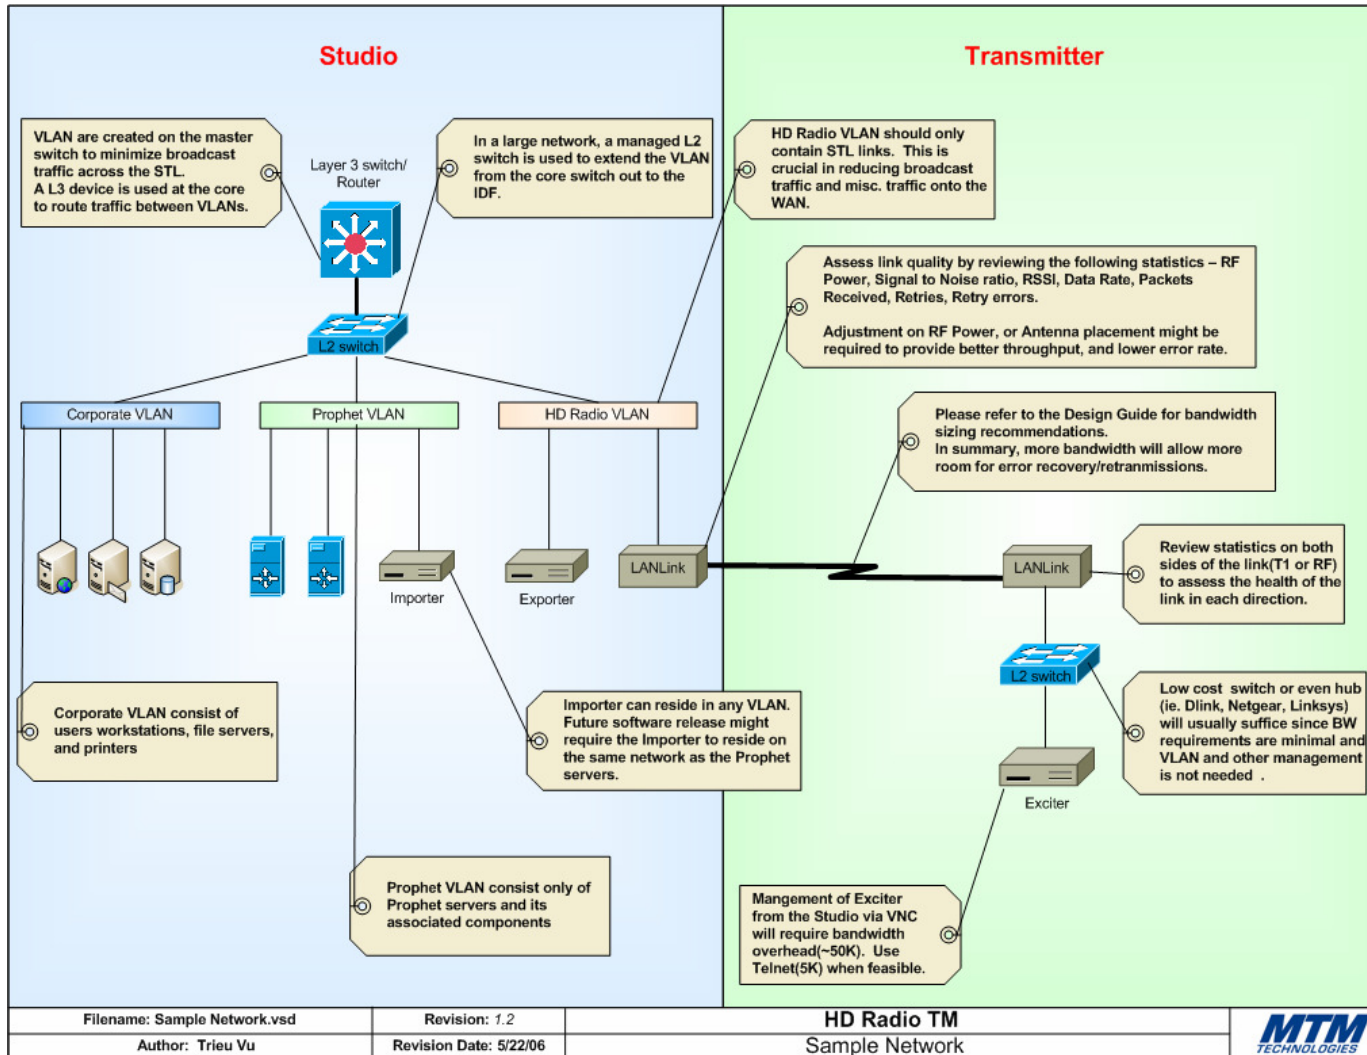 Studio
Transmitter
VLAN are created on the master
switch to minimize broadcast
traffic across the STL.
A L3 device is used at the core
to route traffic between VLANs.
Layer 3 switch/
Router
In a large network, a managed L2
switch is used to extend the VLAN
from the core switch out to the
IDF.
HD Radio VLAN should only
contain STL links. This is
crucial in reducing broadcast
traffic and misc. traffic onto the
WAN.
Assess link quality by reviewing the following statistics – RF
Power, Signal to Noise ratio, RSSI, Data Rate, Packets
Received, Retries, Retry errors.
Adjustment on RF Power, or Antenna placement might be
required to provide better throughput, and lower error rate.
L2 switch
Corporate VLAN
Prophet VLAN
HD Radio VLAN
Please refer to the Design Guide for bandwidth
sizing recommendations.
In summary, more bandwidth will allow more
room for error recovery/retranmissions.
Importer
Exporter
LANLink
LANLink
Review statistics on both
sides of the link(T1 or RF)
to assess the health of the
link in each direction.
L2 switch
Corporate VLAN consist of
users workstations, file servers,
and printers
Importer can reside in any VLAN.
Future software release might
require the Importer to reside on
the same network as the Prophet
servers.
Low cost switch or even hub
(ie. Dlink, Netgear, Linksys)
will usually suffice since BW
requirements are minimal and
VLAN and other management
is not needed .
Exciter
Prophet VLAN consist only of
Prophet servers and its
associated components
Mangement of Exciter
from the Studio via VNC
will require bandwidth
overhead(~50K). Use
Telnet(5K) when feasible.
Filename: Sample Network.vsd
Revision: 1.2
HD Radio TM
Author: Trieu Vu
Revision Date: 5/22/06
Sample Network
MTM
TECHNOLOGIES